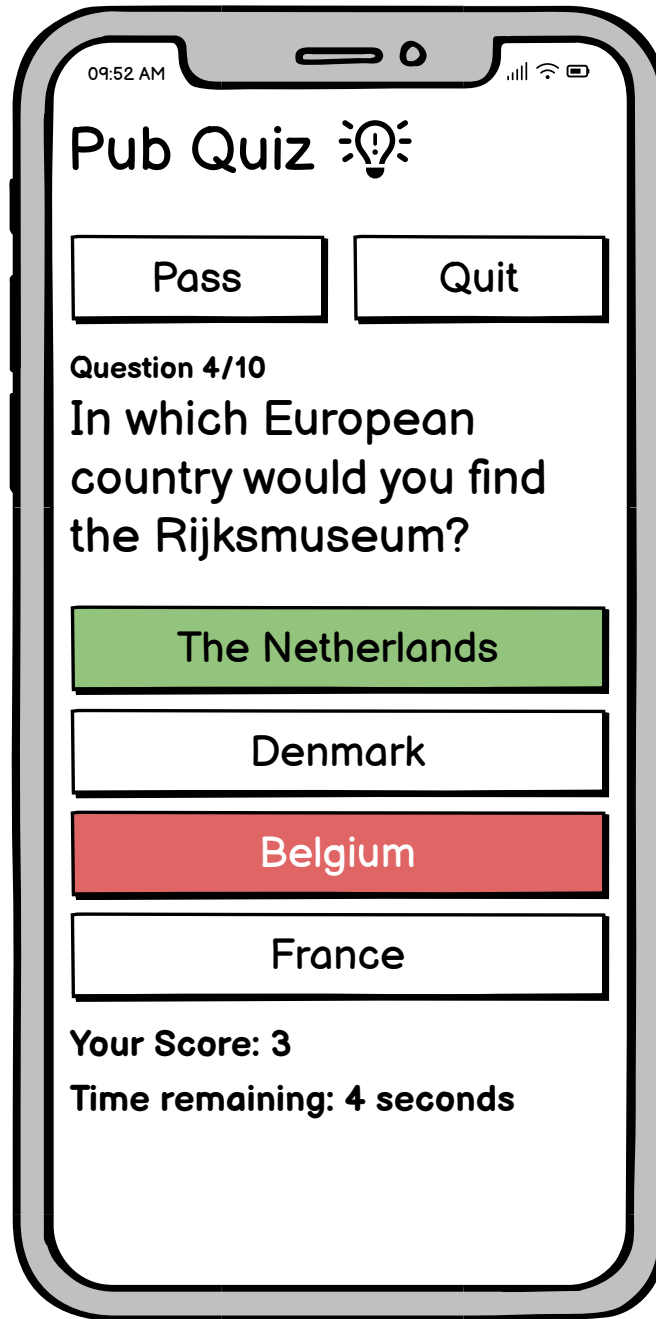 09:52 AM
Pub Quiz
Pass
Quit
Question 4/10
In which European
country would you find
the Rijksmuseum?
The Netherlands
Denmark
Belgium
France
Your Score: 3
Time remaining: 4 seconds